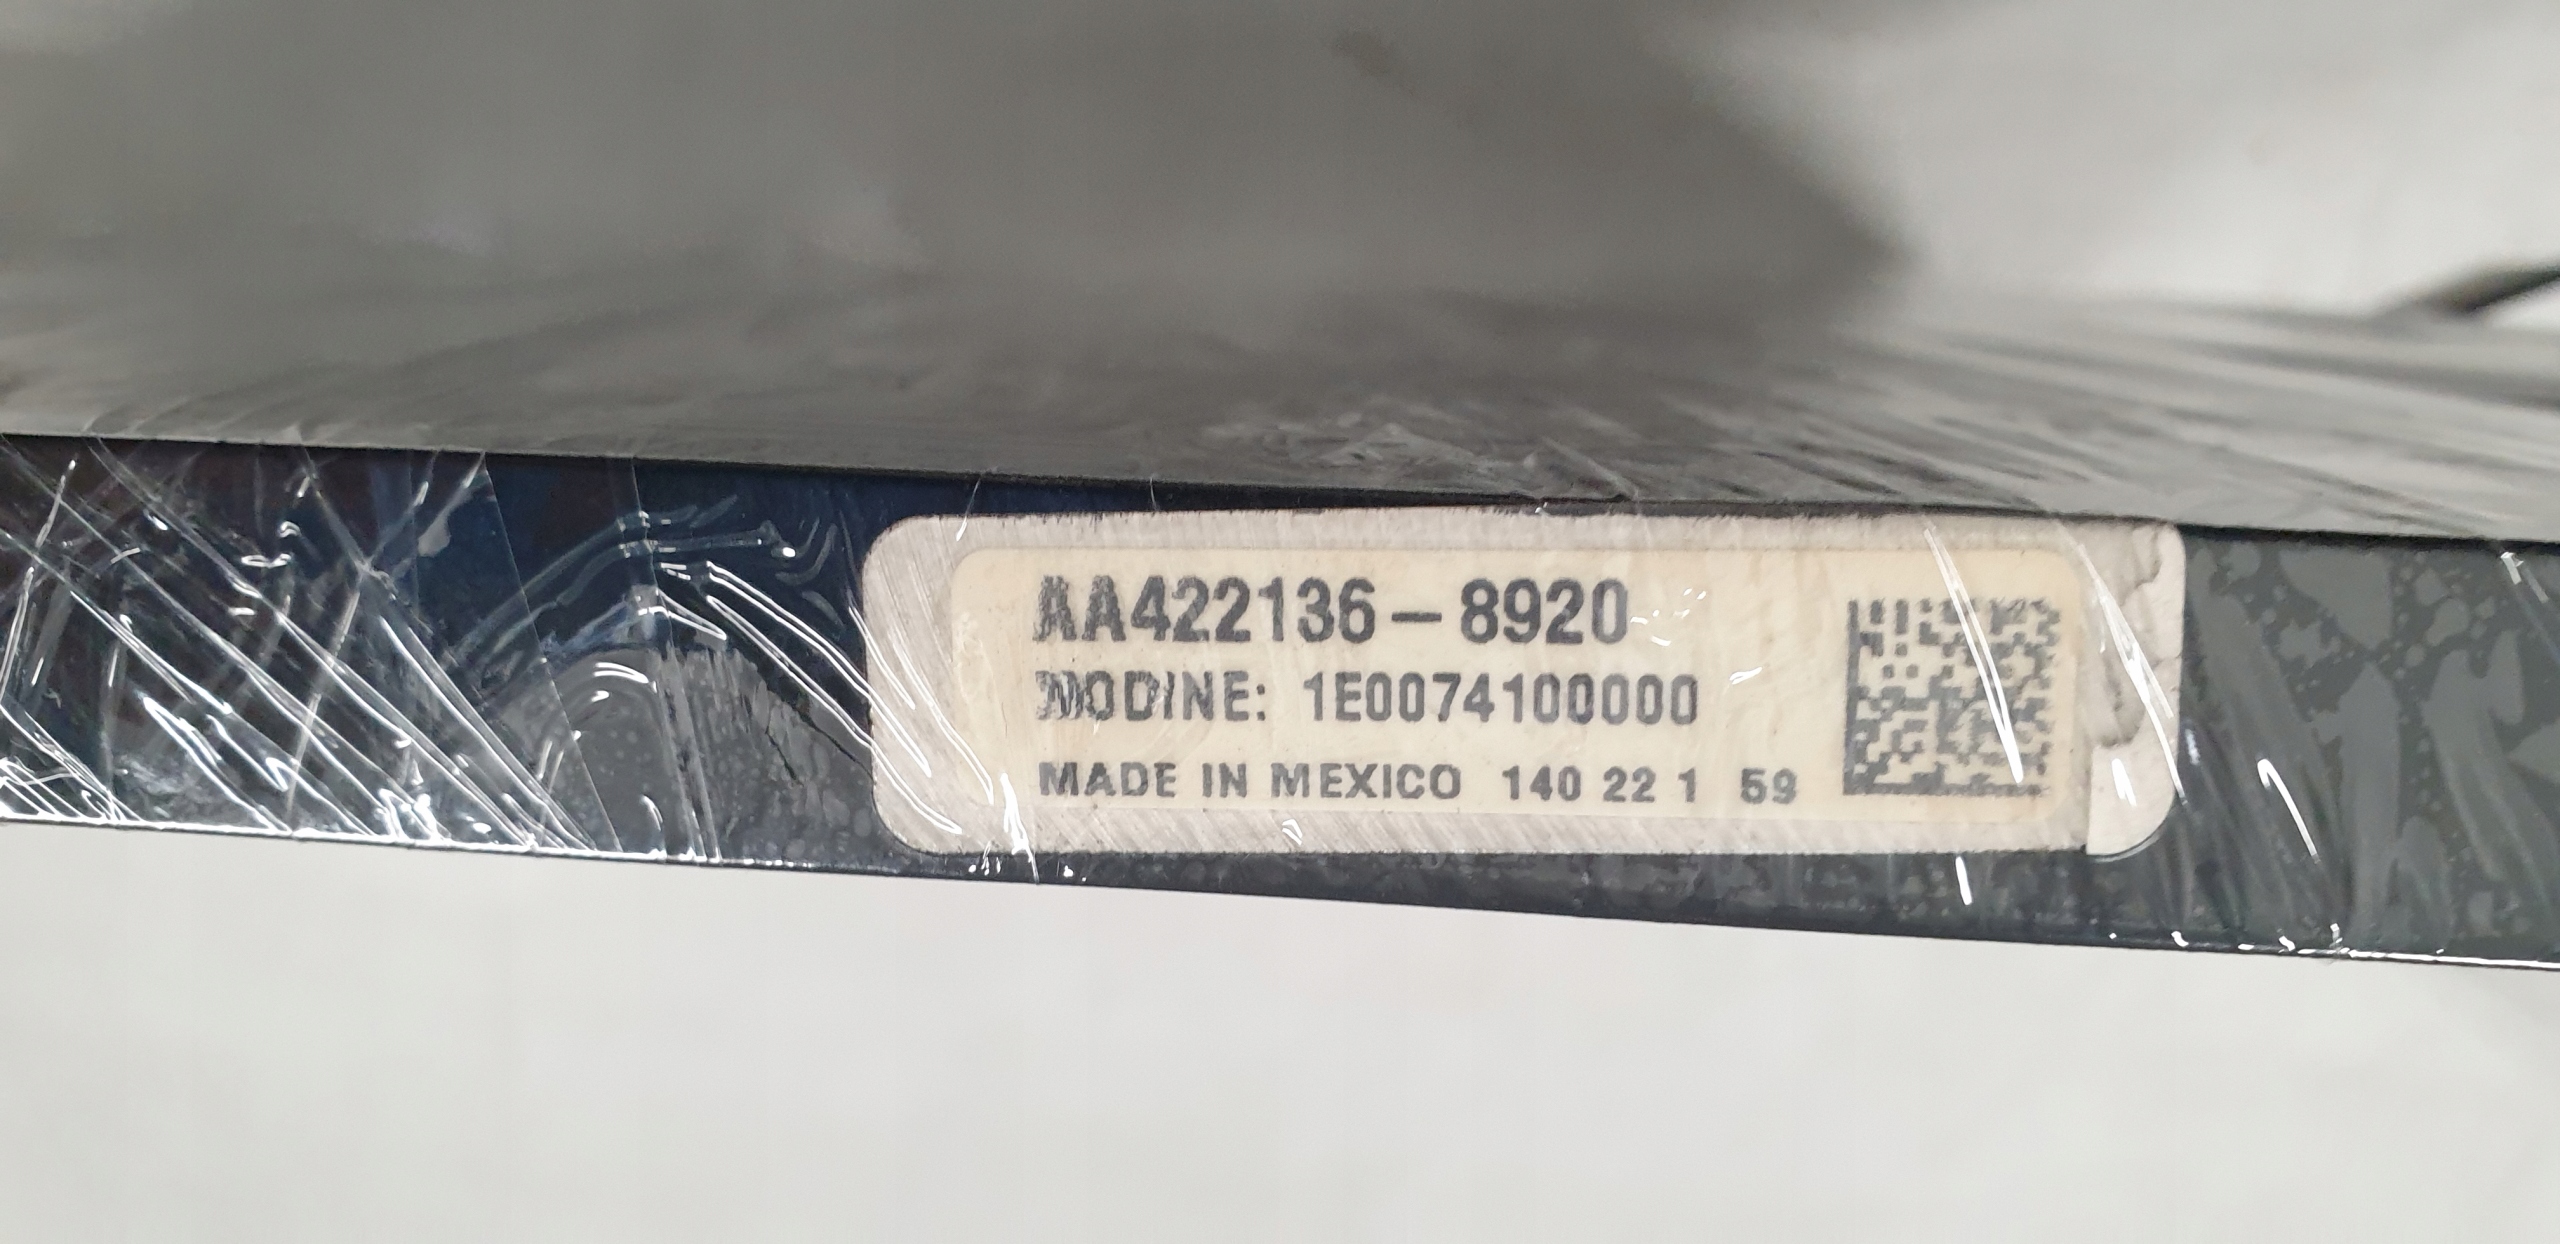 AA422136-8920
MODINE: 1E0074100000
MADE IN MEXICO 140 22 1 59